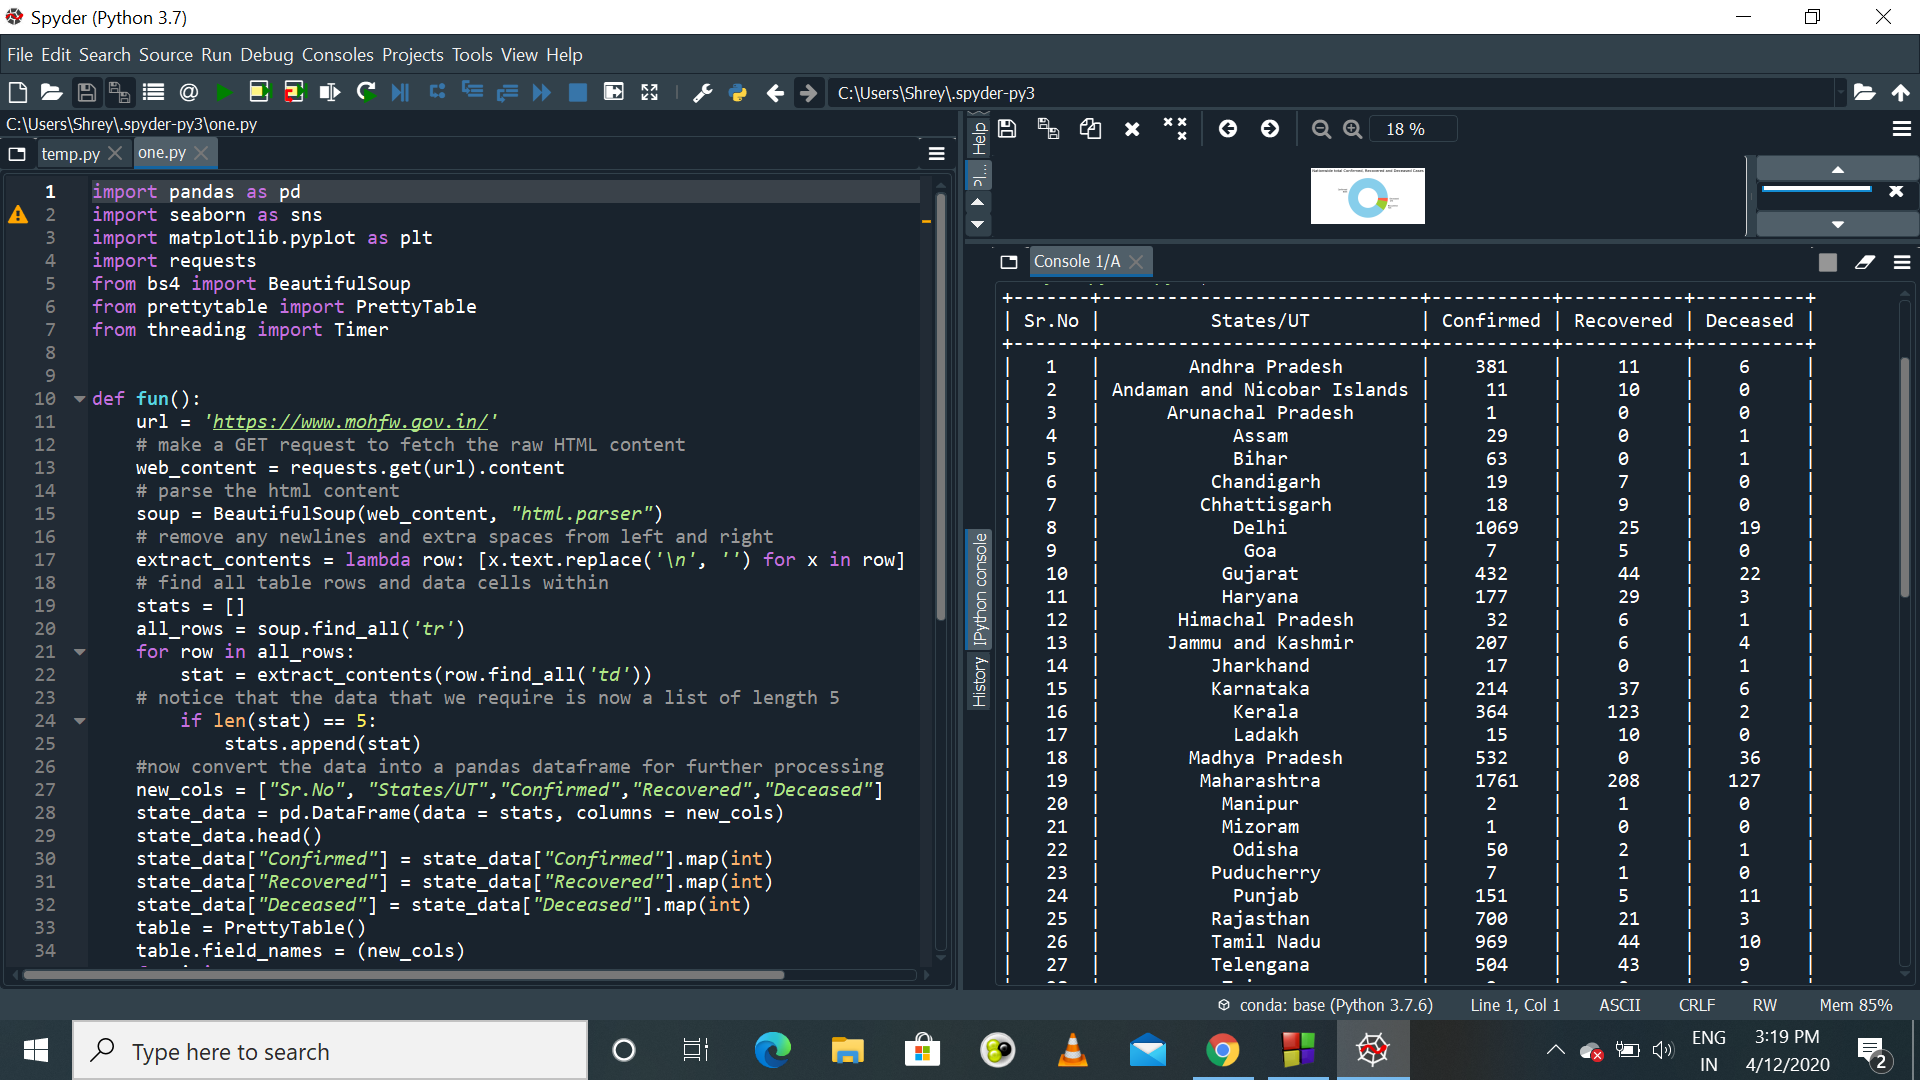 Spyder (Python 3.7)
File Edit Search Source Run Debug Consoles Projects Tools View Help
C:\Users\Shrey\.spyder-py3
C:\Users\Shrey\.spyder-py3\one.py
temp.py
one.py
1 import pandas as pd
2 import seaborn as sns
3 import matplotlib.pyplot as plt
4 import requests
5 from bs4 import BeautifulSoup
6 from prettytable import PrettyTable
7 from threading import Timer
8
9
10 def fun():
11 url = 'https://www.mohfw.gov.in/'
12 # make a GET request to fetch the raw HTML content
13 web_content = requests.get(url).content
14 # parse the html content
15 soup = BeautifulSoup(web_content, "html.parser")
16 # remove any newlines and extra spaces from left and right
17 extract_contents = lambda row: [x.text.replace('\n', '') for x in row]
18 # find all table rows and data cells within
19 stats = []
20 all_rows = soup.find_all('tr')
21 for row in all_rows:
22 stat = extract_contents(row.find_all('td'))
23 # notice that the data that we require is now a list of length 5
24 if len(stat) == 5:
25 stats.append(stat)
26 #now convert the data into a pandas dataframe for further processing
27 new_cols = ["Sr.No", "States/UT","Confirmed","Recovered","Deceased"]
28 state_data = pd.DataFrame(data = stats, columns = new_cols)
29 state_data.head()
30 state_data["Confirmed"] = state_data["Confirmed"].map(int)
31 state_data["Recovered"] = state_data["Recovered"].map(int)
32 state_data["Deceased"] = state_data["Deceased"].map(int)
33 table = PrettyTable()
34 table.field_names = (new_cols)
Help
Pl...
18 %
Nationwide total Confirmed, Recovered and Deceased Cases
IPython console
History
Console 1/A
| Sr.No | States/UT | Confirmed | Recovered | Deceased |
| 1 | Andhra Pradesh | 381 | 11 | 6 |
| 2 | Andaman and Nicobar Islands | 11 | 10 | 0 |
| 3 | Arunachal Pradesh | 1 | 0 | 0 |
| 4 | Assam | 29 | 0 | 1 |
| 5 | Bihar | 63 | 0 | 1 |
| 6 | Chandigarh | 19 | 7 | 0 |
| 7 | Chhattisgarh | 18 | 9 | 0 |
| 8 | Delhi | 1069 | 25 | 19 |
| 9 | Goa | 7 | 5 | 0 |
| 10 | Gujarat | 432 | 44 | 22 |
| 11 | Haryana | 177 | 29 | 3 |
| 12 | Himachal Pradesh | 32 | 6 | 1 |
| 13 | Jammu and Kashmir | 207 | 6 | 4 |
| 14 | Jharkhand | 17 | 0 | 1 |
| 15 | Karnataka | 214 | 37 | 6 |
| 16 | Kerala | 364 | 123 | 2 |
| 17 | Ladakh | 15 | 10 | 0 |
| 18 | Madhya Pradesh | 532 | 0 | 36 |
| 19 | Maharashtra | 1761 | 208 | 127 |
| 20 | Manipur | 2 | 1 | 0 |
| 21 | Mizoram | 1 | 0 | 0 |
| 22 | Odisha | 50 | 2 | 1 |
| 23 | Puducherry | 7 | 1 | 0 |
| 24 | Punjab | 151 | 5 | 11 |
| 25 | Rajasthan | 700 | 21 | 3 |
| 26 | Tamil Nadu | 969 | 44 | 10 |
| 27 | Telengana | 504 | 43 | 9 |
conda: base (Python 3.7.6) Line 1, Col 1 ASCII CRLF RW Mem 85%
Type here to search
ENG
IN
3:19 PM
4/12/2020
2